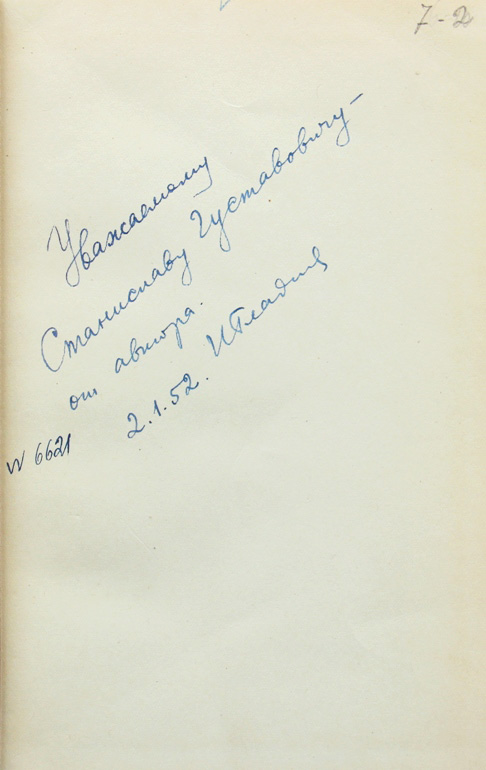 7-2
Уважаемому
Станиславу Густавовичу –
от автора.
2.1.52.
N 6621